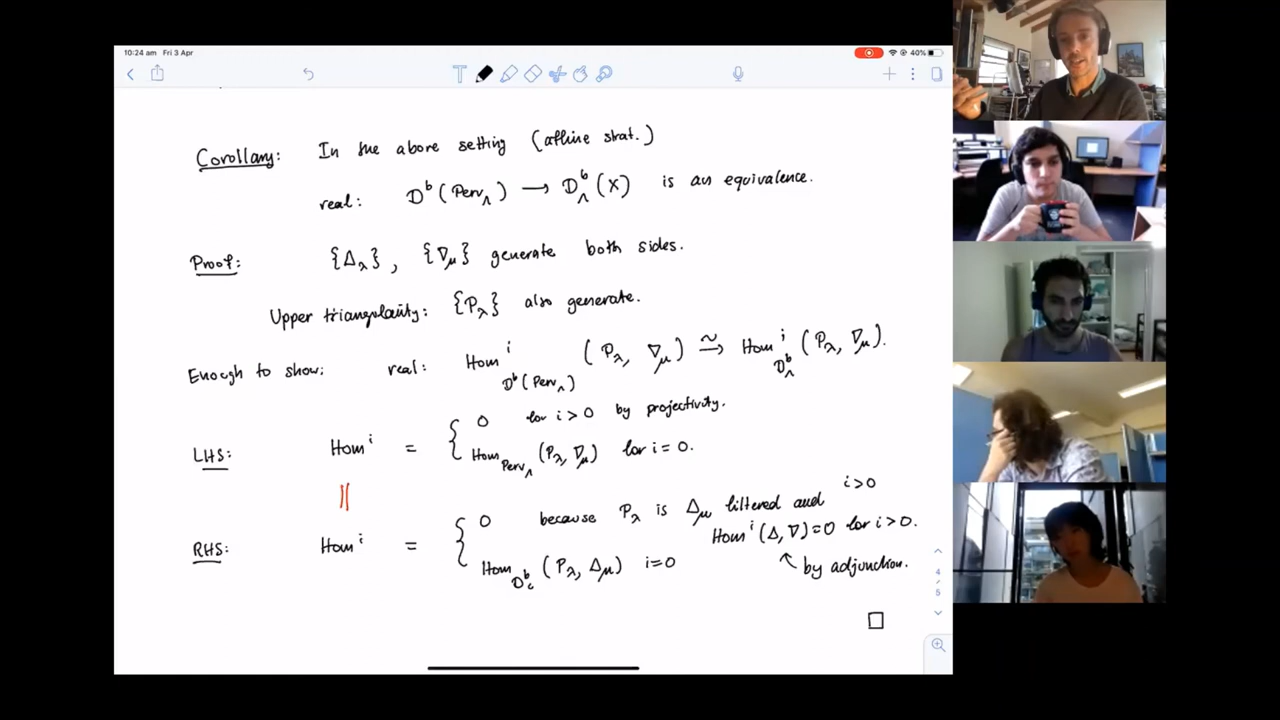 10:24 am Fri 3 Apr
40%
T
Corollary: In the above setting (affine strat.)
real: D^b(Perv_Λ) → D^b_Λ(X) is an equivalence.
Proof: {Δ_λ}, {∇_μ} generate both sides.
Upper triangularity: {P_λ} also generate.
Enough to show: real: Hom^i_{D^b(Perv_Λ)} (P_λ, ∇_μ) ~→ Hom^i_{D^b_Λ} (P_λ, ∇_μ).
LHS: Hom^i = { 0 for i > 0 by projectivity.
Hom_{Perv_Λ} (P_λ, ∇_μ) for i = 0.
||
RHS: Hom^i = { 0 because P_λ is Δ_μ filtered and i > 0
Hom^i (Δ, ∇) = 0 for i > 0.
Hom_{D^b_c} (P_λ, Δ_μ) i = 0
↑ by adjunction.
□
4 / 5